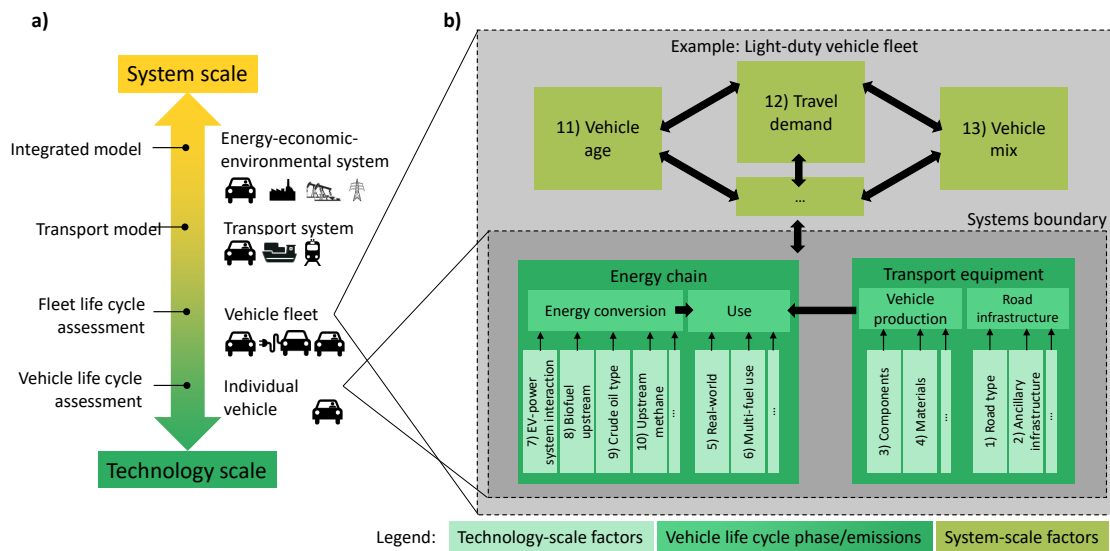 a)
System scale
Integrated model
Transport model
Fleet life cycle
assessment
Vehicle life cycle
assessment
Technology scale
Energy-economic-
environmental system
Transport system
Vehicle fleet
Individual
vehicle
b)
Example: Light-duty vehicle fleet
11) Vehicle
age
12) Travel
demand
13) Vehicle
mix
...
Systems boundary
Energy chain
Energy conversion
Use
7) EV-power
system interaction
8) Biofuel
upstream
9) Crude oil type
10) Upstream
methane
...
5) Real-world
6) Multi-fuel use
...
Transport equipment
Vehicle
production
Road
infrastructure
3) Components
4) Materials
...
1) Road type
2) Ancillary
infrastructure
...
Legend:
Technology-scale factors
Vehicle life cycle phase/emissions
System-scale factors